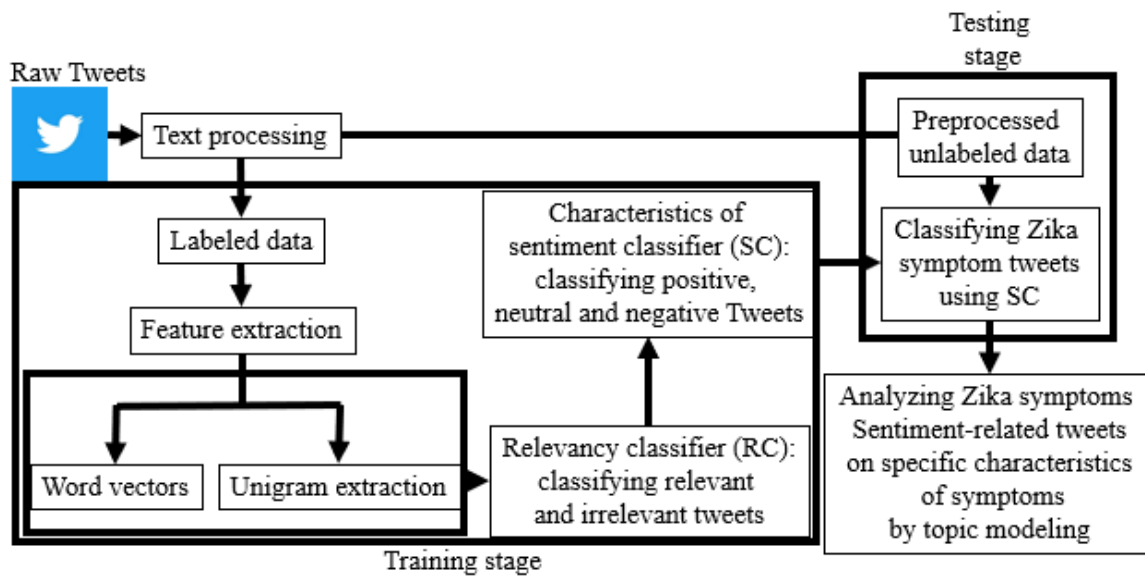 Testing
stage
Raw Tweets
Text processing
Preprocessed
unlabeled data
Labeled data
Characteristics of
sentiment classifier (SC):
classifying positive,
neutral and negative Tweets
Classifying Zika
symptom tweets
using SC
Feature extraction
Word vectors
Unigram extraction
Relevancy classifier (RC):
classifying relevant
and irrelevant tweets
Analyzing Zika symptoms
Sentiment-related tweets
on specific characteristics
of symptoms
by topic modeling
Training stage